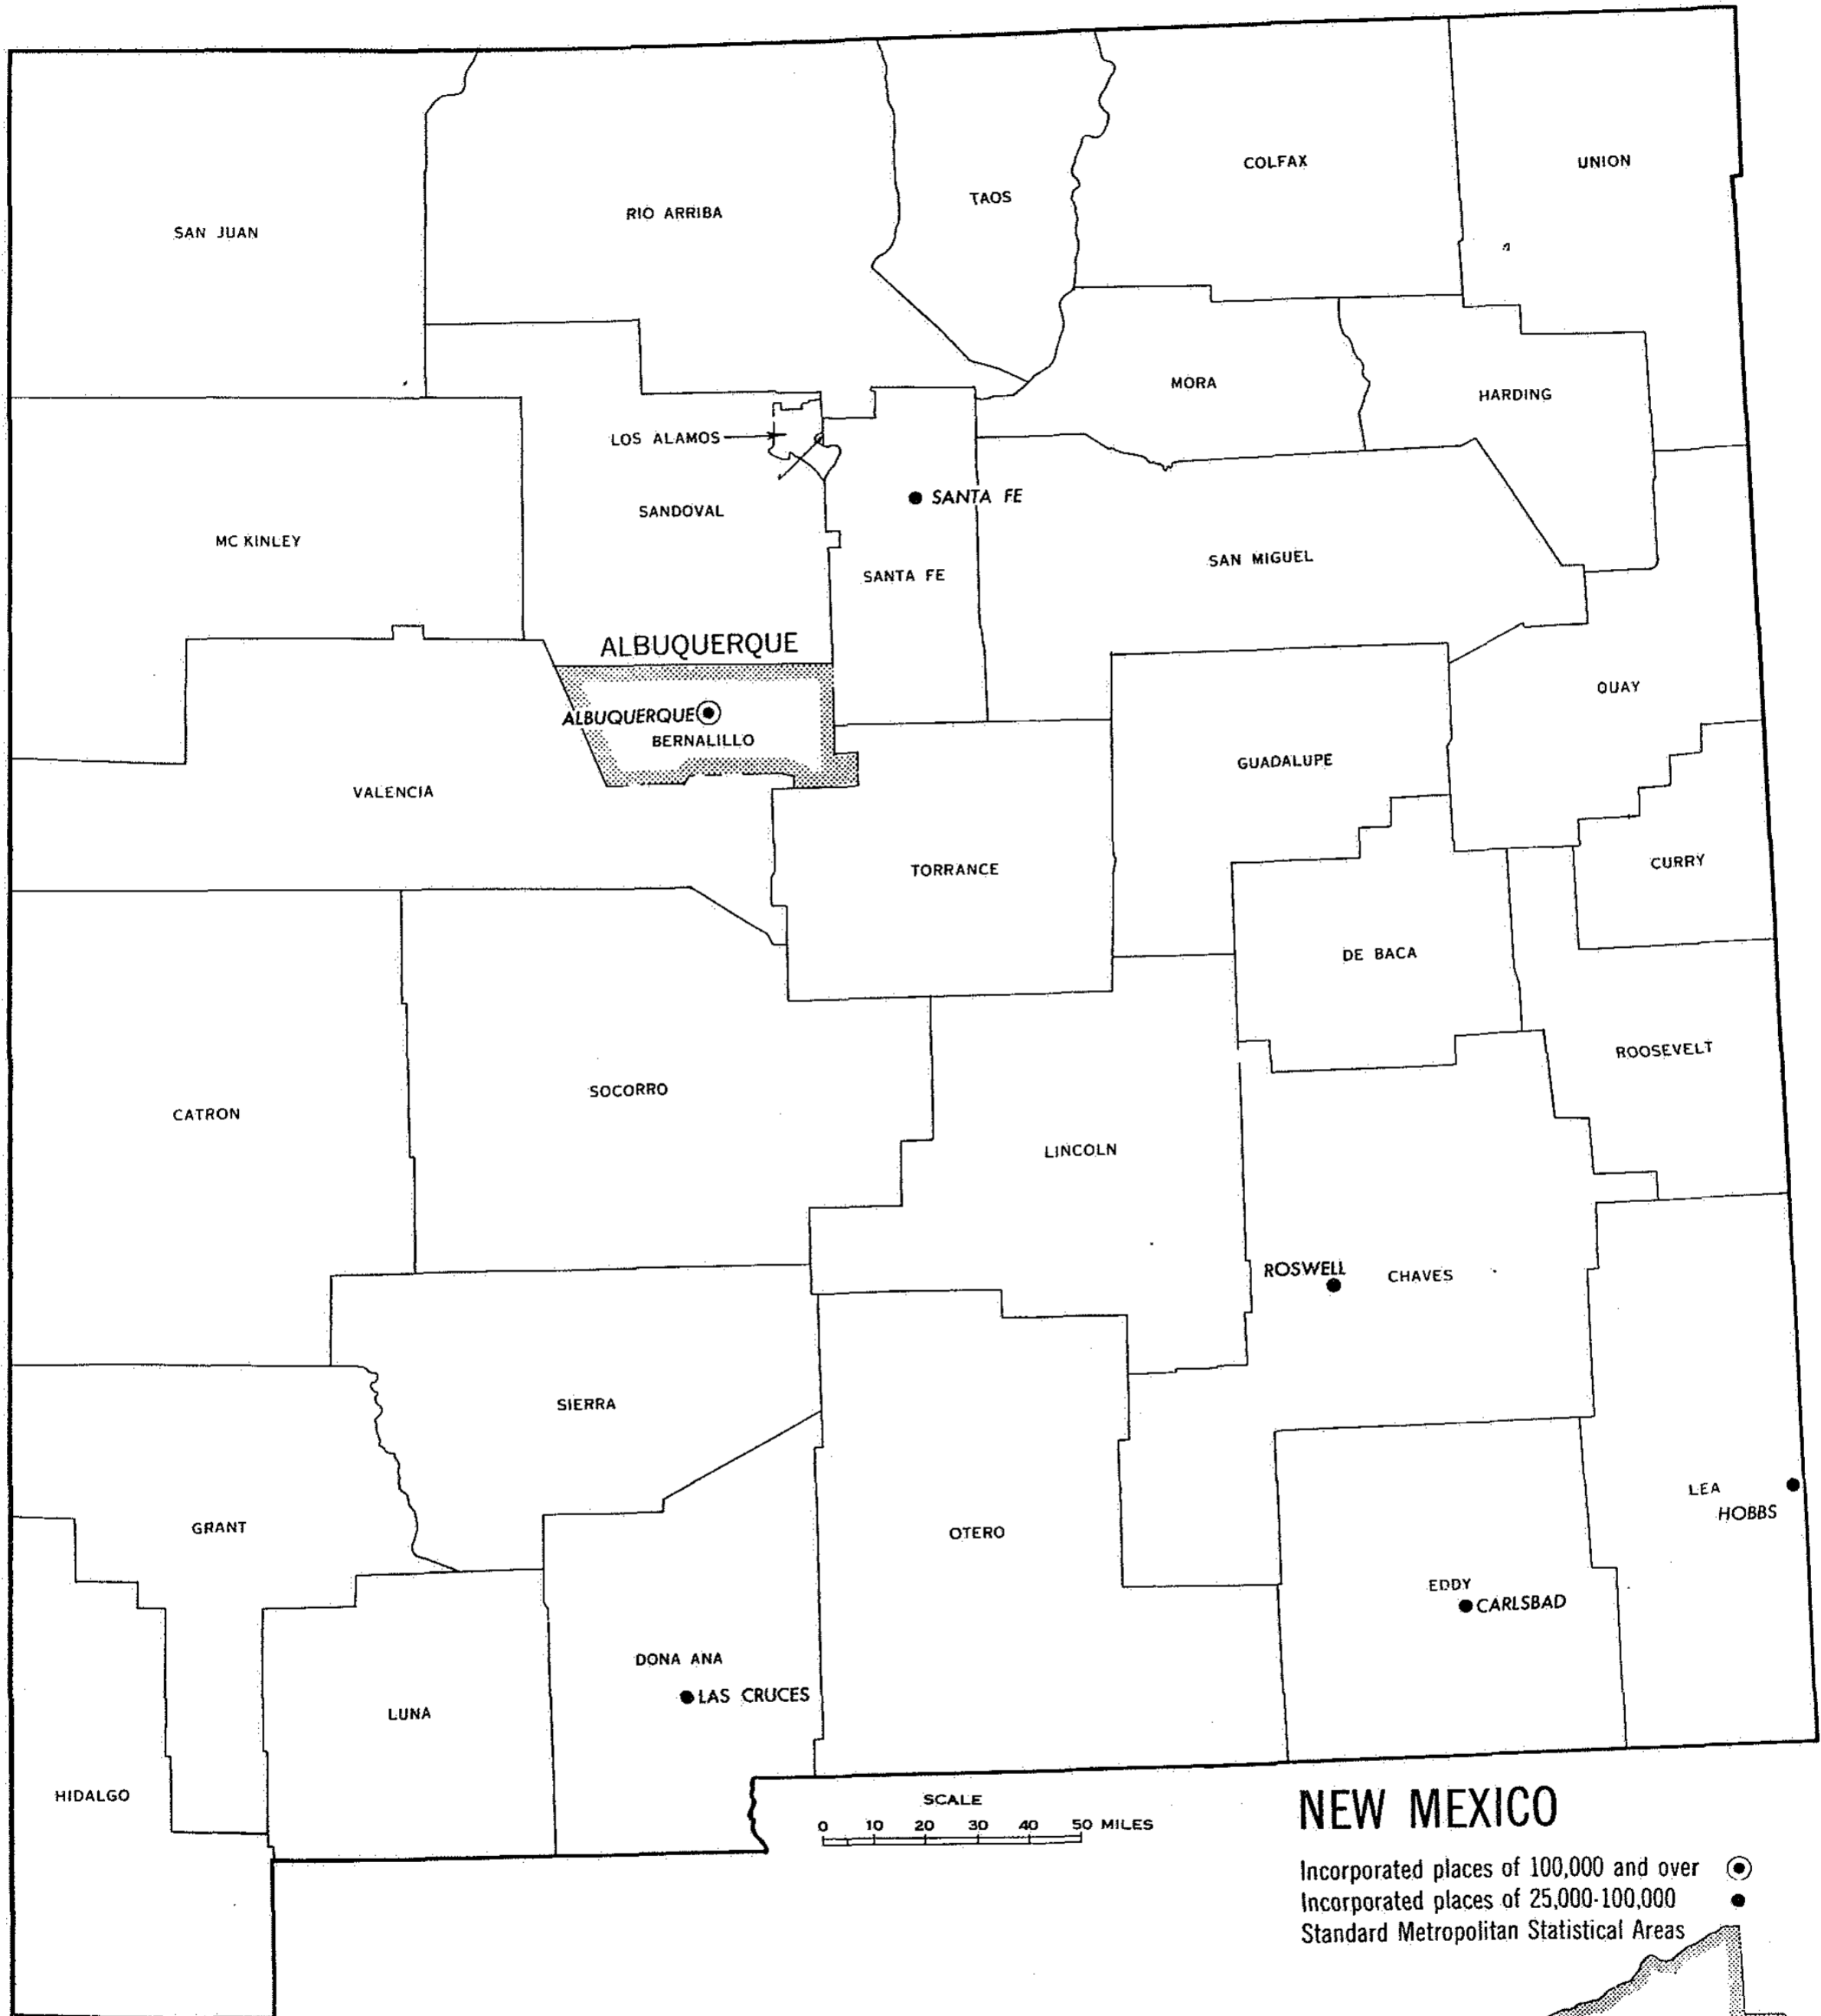 COLFAX
UNION
TAOS
RIO ARRIBA
SAN JUAN
MORA
HARDING
LOS ALAMOS
SANTA FE
SANDOVAL
MC KINLEY
SAN MIGUEL
SANTA FE
ALBUQUERQUE
QUAY
ALBUQUERQUE
BERNALILLO
GUADALUPE
VALENCIA
CURRY
TORRANCE
DE BACA
ROOSEVELT
SOCORRO
CATRON
LINCOLN
ROSWELL
CHAVES
SIERRA
LEA
HOBBS
GRANT
OTERO
EDDY
CARLSBAD
DONA ANA
LAS CRUCES
LUNA
HIDALGO
SCALE
0 10 20 30 40 50 MILES
NEW MEXICO
Incorporated places of 100,000 and over
Incorporated places of 25,000-100,000
Standard Metropolitan Statistical Areas